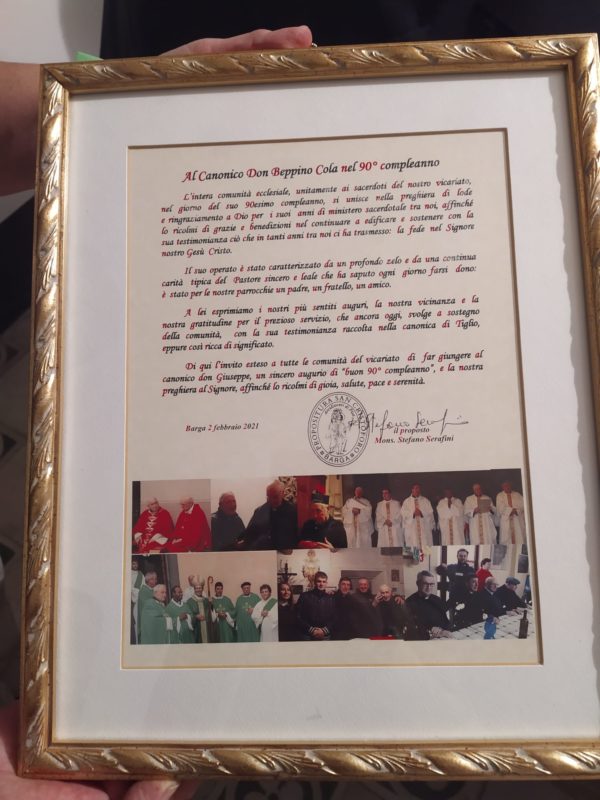 Al Canonico Don Beppino Cola nel 90° compleanno
L'intera comunità ecclesiale, unitamente ai sacerdoti del nostro vicariato,
nel giorno del suo 90esimo compleanno, si unisce nella preghiera di lode
e ringraziamento a Dio per i suoi anni di ministero sacerdotale tra noi, affinché
lo ricolmi di grazie e benedizioni nel continuare a edificare e sostenere con la
sua testimonianza ciò che in tanti anni tra noi ci ha trasmesso: la fede nel Signore
nostro Gesù Cristo.
Il suo operato è stato caratterizzato da un profondo zelo e da una continua
carità tipica del Pastore sincero e leale che ha saputo ogni giorno farsi dono:
è stato per le nostre parrocchie un padre, un fratello, un amico.
A lei esprimiamo i nostri più sentiti auguri, la nostra vicinanza e la
nostra gratitudine per il prezioso servizio, che ancora oggi, svolge a sostegno
della comunità, con la sua testimonianza raccolta nella canonica di Tiglio,
eppure così ricca di significato.
Di qui l'invito esteso a tutte le comunità del vicariato di far giungere al
canonico don Giuseppe, un sincero augurio di "buon 90° compleanno", e la nostra
preghiera al Signore, affinché lo ricolmi di gioia, salute, pace e serenità.
PROPOSITURA SAN CRISTOFORO
BARGA
Stefano Serafini
Barga 2 febbraio 2021
il proposto
Mons. Stefano Serafini